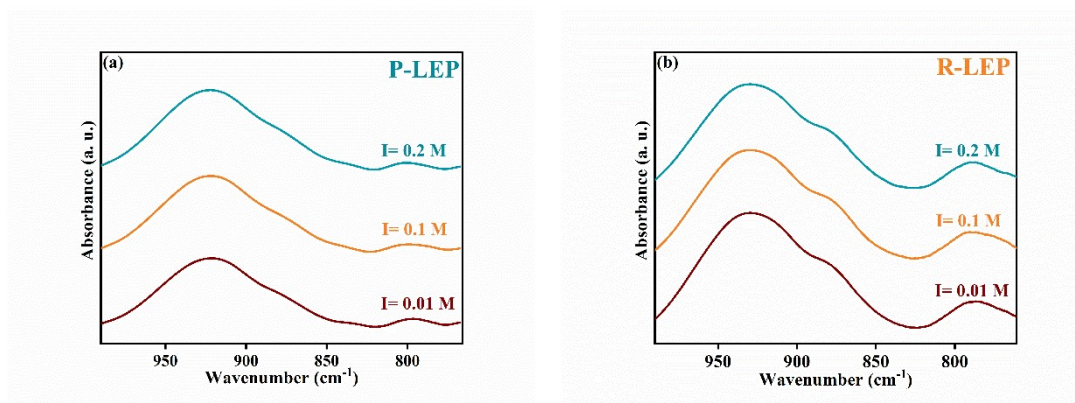 (a)
P-LEP
Absorbance (a. u.)
I= 0.2 M
I= 0.1 M
I= 0.01 M
950 900 850 800
Wavenumber (cm⁻¹)
(b)
R-LEP
Absorbance (a. u.)
I= 0.2 M
I= 0.1 M
I= 0.01 M
950 900 850 800
Wavenumber (cm⁻¹)